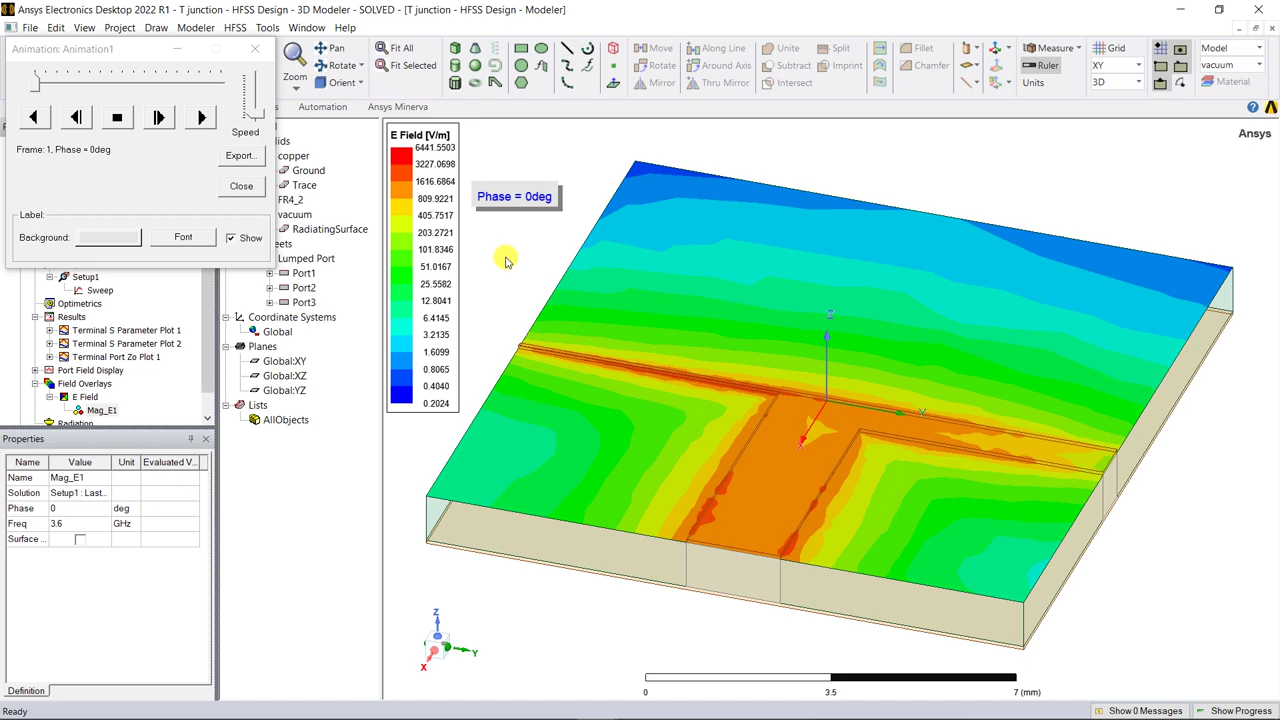 Ansys Electronics Desktop 2022 R1 - T junction - HFSS Design - 3D Modeler - SOLVED - [T junction - HFSS Design - Modeler]
File Edit View Project Draw Modeler HFSS Tools Window Help
Animation: Animation1
Speed
Frame: 1, Phase = 0deg
Export...
Close
Label:
Background:
Font
Show
Zoom
Pan
Rotate
Orient
Fit All
Fit Selected
Move
Rotate
Mirror
Along Line
Around Axis
Thru Mirror
Unite
Subtract
Intersect
Split
Imprint
Fillet
Chamfer
Measure
Ruler
Units
Grid
XY
3D
Model
vacuum
Material
Automation
Ansys Minerva
lids
copper
Ground
Trace
FR4_2
vacuum
RadiatingSurface
eets
umped Port
Port1
Port2
Port3
Coordinate Systems
Global
Planes
Global:XY
Global:XZ
Global:YZ
Lists
AllObjects
Setup1
Sweep
Optimetrics
Results
Terminal S Parameter Plot 1
Terminal S Parameter Plot 2
Terminal Port Zo Plot 1
Port Field Display
Field Overlays
E Field
Mag_E1
Radiation
Properties
Name Value Unit Evaluated V...
Name Mag_E1
Solution Setup1 : Last...
Phase 0 deg
Freq 3.6 GHz
Surface ...
Definition
E Field [V/m]
6441.5503
3227.0698
1616.6864
809.9221
405.7517
203.2721
101.8346
51.0167
25.5582
12.8041
6.4145
3.2135
1.6099
0.8065
0.4040
0.2024
Phase = 0deg
Ansys
Z
Y
X
Z
Y
X
0 3.5 7 (mm)
Ready
Show 0 Messages
Show Progress